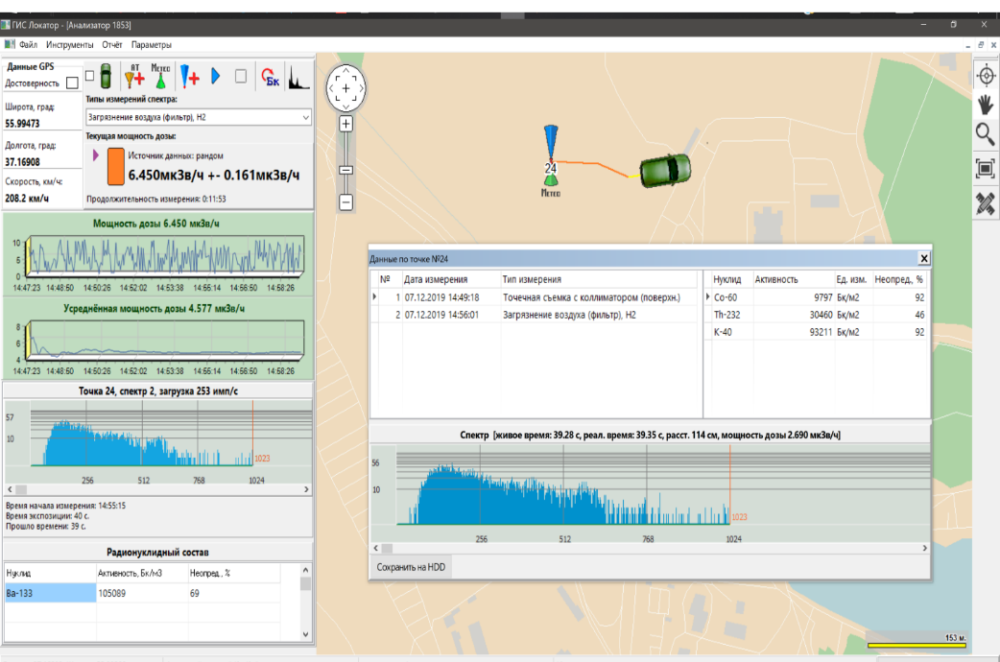 ГИС Локатор - [Анализатор 1853]
Файл Инструменты Отчёт Параметры
Данные GPS
Достоверность
Широта, град:
55.99473
Долгота, град:
37.16908
Скорость, км/ч:
208.2 км/ч
AT
Метео
Бк
Типы измерений спектра:
Загрязнение воздуха (фильтр), H2
Текущая мощность дозы:
Источник данных: рандом
6.450мкЗв/ч +- 0.161мкЗв/ч
Продолжительность измерения: 0:11:53
Мощность дозы 6.450 мкЗв/ч
10
5
0
14:47:23 14:48:50 14:50:26 14:52:02 14:53:38 14:55:14 14:56:50 14:58:26
Усреднённая мощность дозы 4.577 мкЗв/ч
8
6
4
14:47:23 14:48:50 14:50:26 14:52:02 14:53:38 14:55:14 14:56:50 14:58:26
Точка 24, спектр 2, загрузка 253 имп/с
57
10
1023
256 512 768 1024
Время начала измерения: 14:55:15
Время экспозиции: 40 с.
Прошло времени: 39 с.
Радионуклидный состав
Нуклид Активность, Бк/м3 Неопред., %
Ba-133 105089 69
24
Метео
Данные по точке №24
№ Дата измерения Тип измерения Нуклид Активность Ед. изм. Неопред., %
1 07.12.2019 14:49:18 Точечная съемка с коллиматором (поверхн.) Co-60 9797 Бк/м2 92
2 07.12.2019 14:56:01 Загрязнение воздуха (фильтр), H2 Th-232 30460 Бк/м2 46
K-40 93211 Бк/м2 92
Спектр [живое время: 39.28 с, реал. время: 39.35 с, расст. 114 см, мощность дозы 2.690 мкЗв/ч]
56
10
1023
256 512 768 1024
Сохранить на HDD
153 м.